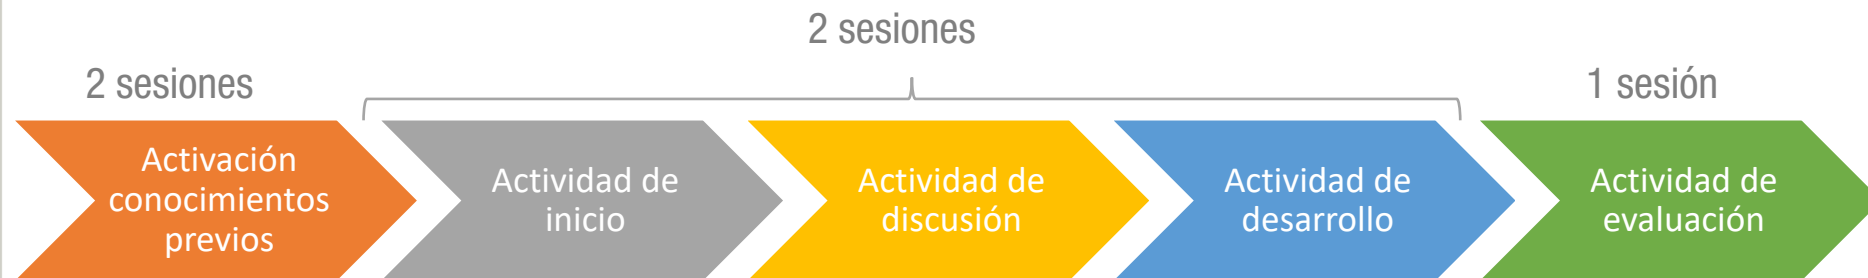 2 sesiones
2 sesiones
1 sesión
Activación
conocimientos
previos
Actividad de
inicio
Actividad de
discusión
Actividad de
desarrollo
Actividad de
evaluación